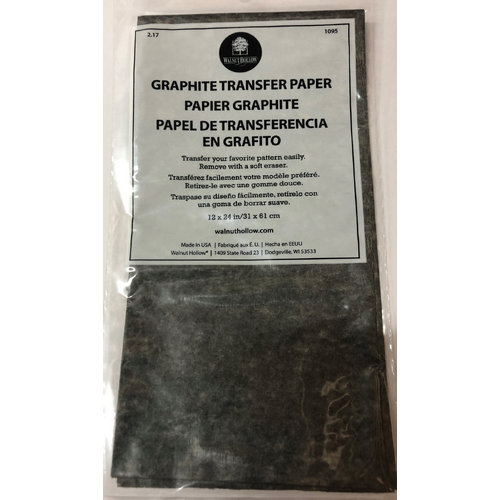 2.17
1095
WALNUT HOLLOW
GRAPHITE TRANSFER PAPER
PAPIER GRAPHITE
PAPEL DE TRANSFERENCIA
EN GRAFITO
Transfer your favorite pattern easily.
Remove with a soft eraser.
Transférez facilement votre modèle préféré.
Retirez-le avec une gomme douce.
Traspase su diseño fácilmente, retírelo con
una goma de borrar suave.
12 x 24 in/31 x 61 cm
walnuthollow.com
Made in USA | Fabriqué aux É. U. | Hecha en EEUU
Walnut Hollow® | 1409 State Road 23 | Dodgeville, WI 53533